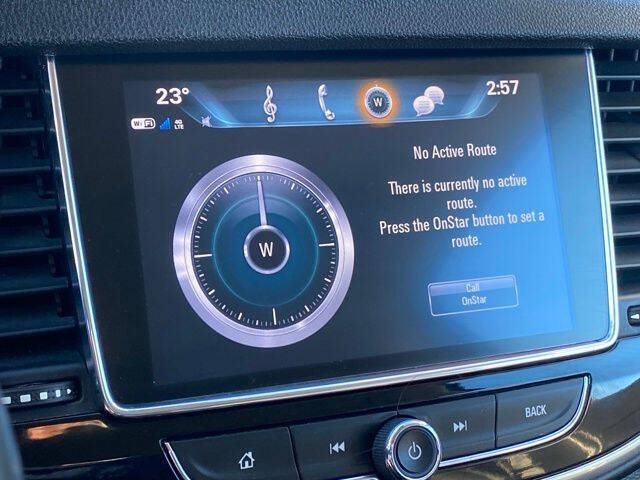 23°
W
2:57
WiFi
4G
LTE
No Active Route
There is currently no active
route.
Press the OnStar button to set a
route.
W
Call
OnStar
BACK